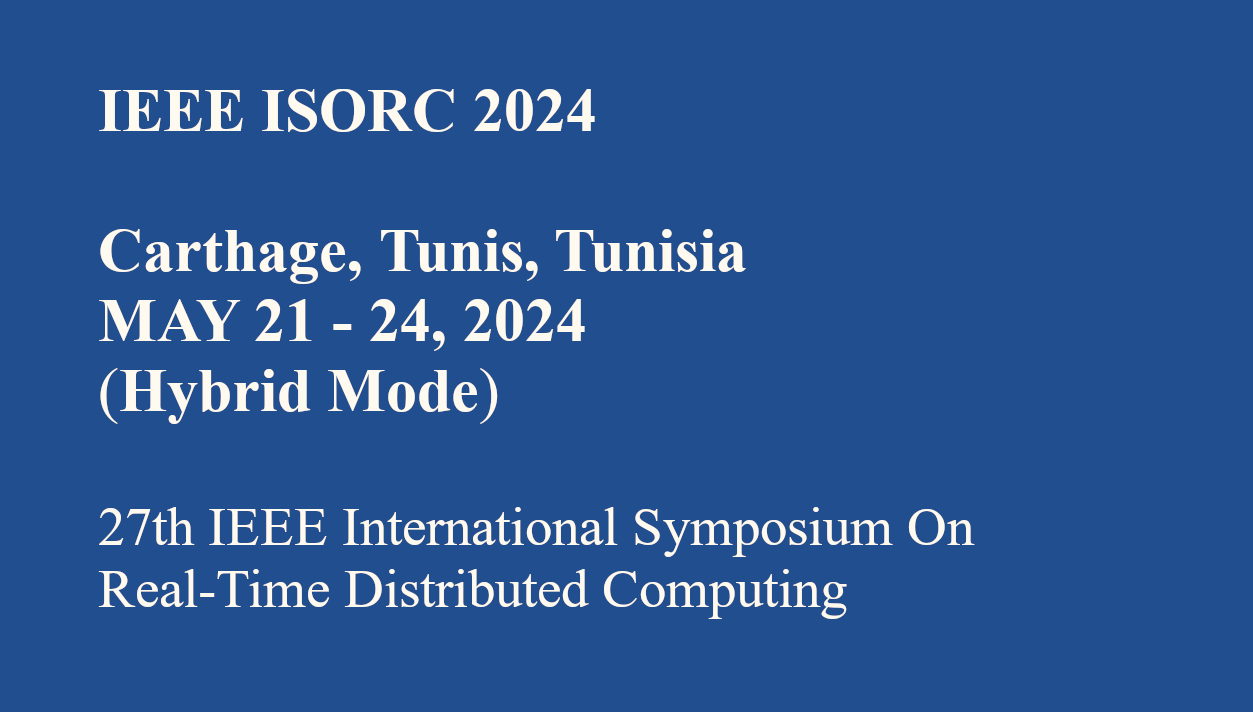 IEEE ISORC 2024
Carthage, Tunis, Tunisia
MAY 21 - 24, 2024
(Hybrid Mode)
27th IEEE International Symposium On
Real-Time Distributed Computing